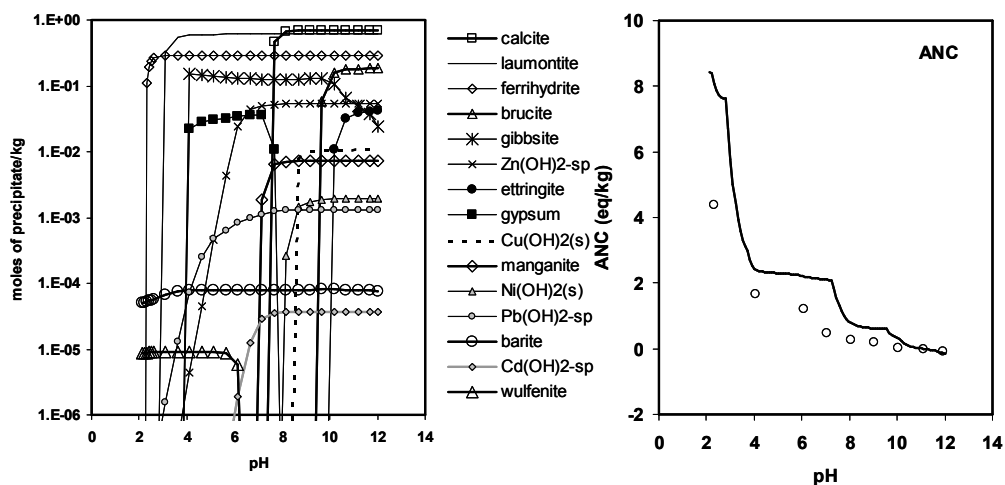 1.E+00
1.E-01
1.E-02
1.E-03
1.E-04
1.E-05
1.E-06
moles of precipitate/kg
0 2 4 6 8 10 12 14
pH
calcite
laumontite
ferrihydrite
brucite
gibbsite
Zn(OH)2-sp
ettringite
gypsum
Cu(OH)2(s)
manganite
Ni(OH)2(s)
Pb(OH)2-sp
barite
Cd(OH)2-sp
wulfenite
ANC
10
8
6
4
2
0
-2
ANC (eq/kg)
0 2 4 6 8 10 12 14
pH